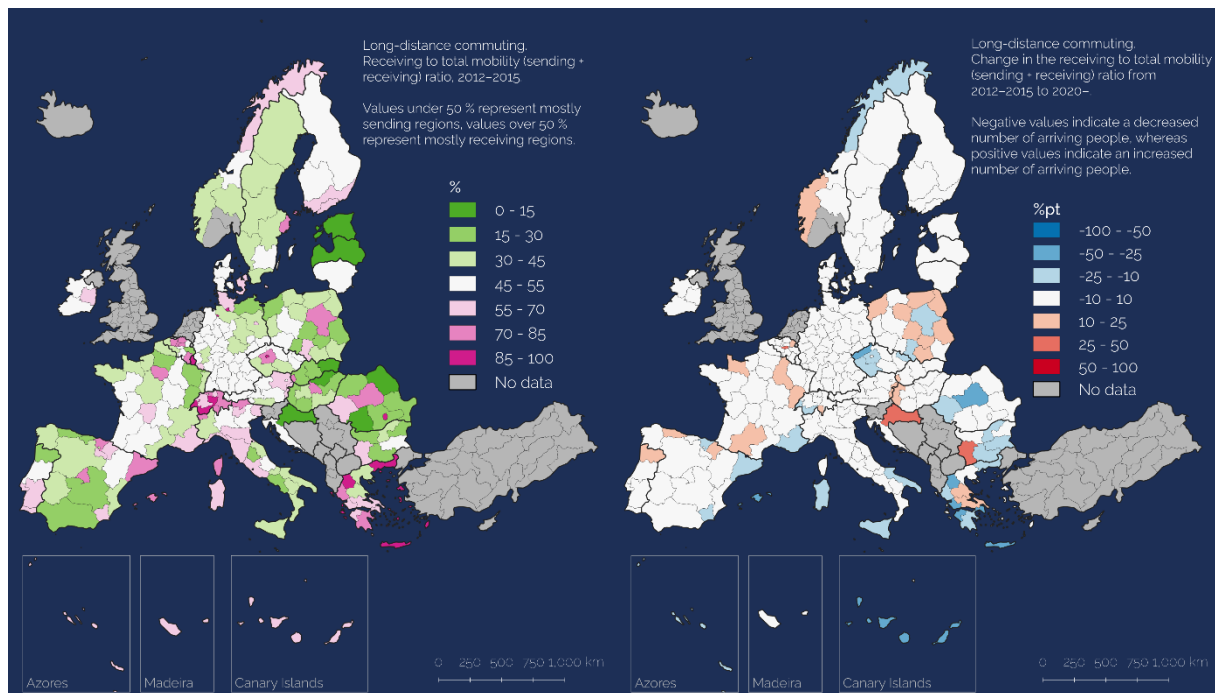 Long-distance commuting.
Receiving to total mobility (sending +
receiving) ratio, 2012–2015.
Values under 50 % represent mostly
sending regions, values over 50 %
represent mostly receiving regions.
%
0 - 15
15 - 30
30 - 45
45 - 55
55 - 70
70 - 85
85 - 100
No data
Azores
Madeira
Canary Islands
0 250 500 750 1,000 km
Long-distance commuting.
Change in the receiving to total mobility
(sending + receiving) ratio from
2012–2015 to 2020–
Negative values indicate a decreased
number of arriving people, whereas
positive values indicate an increased
number of arriving people.
%pt
-100 - -50
-50 - -25
-25 - -10
-10 - 10
10 - 25
25 - 50
50 - 100
No data
Azores
Madeira
Canary Islands
0 250 500 750 1,000 km